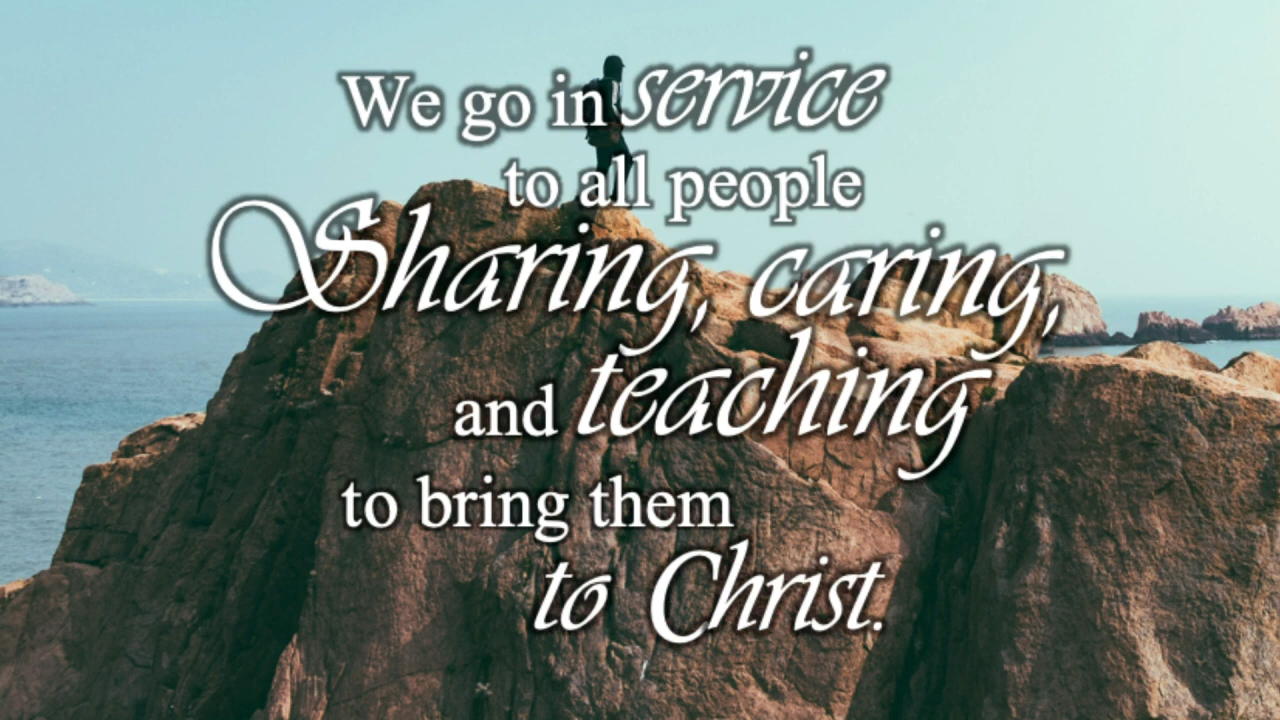 We go in service
to all people
Sharing, caring,
and teaching
to bring them
to Christ.